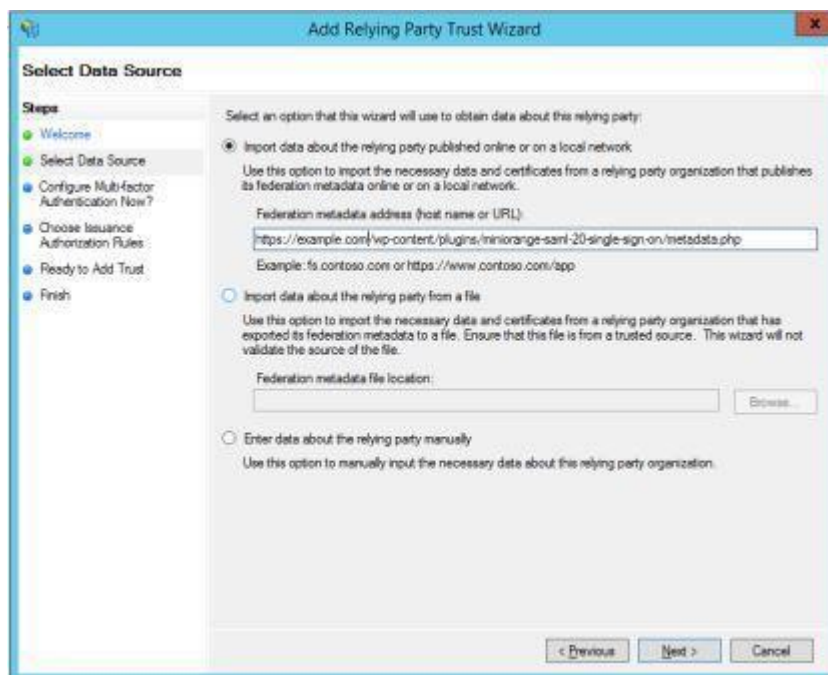 Add Relying Party Trust Wizard
x
Select Data Source
Steps
Welcome
Select Data Source
Configure Multi-factor
Authentication Now?
Choose Issuance
Authorization Rules
Ready to Add Trust
Finish
Select an option that this wizard will use to obtain data about this relying party:
Import data about the relying party published online or on a local network
Use this option to import the necessary data and certificates from a relying party organization that publishes
its federation metadata online or on a local network.
Federation metadata address (host name or URL):
https://example.com/wp-content/plugins/miniorange-saml-20-single-sign-on/metadata.php
Example: fs.contoso.com or https://www.contoso.com/app
Import data about the relying party from a file
Use this option to import the necessary data and certificates from a relying party organization that has
exported its federation metadata to a file. Ensure that this file is from a trusted source. This wizard will not
validate the source of the file.
Federation metadata file location:
Browse...
Enter data about the relying party manually
Use this option to manually input the necessary data about this relying party organization.
< Previous
Next >
Cancel